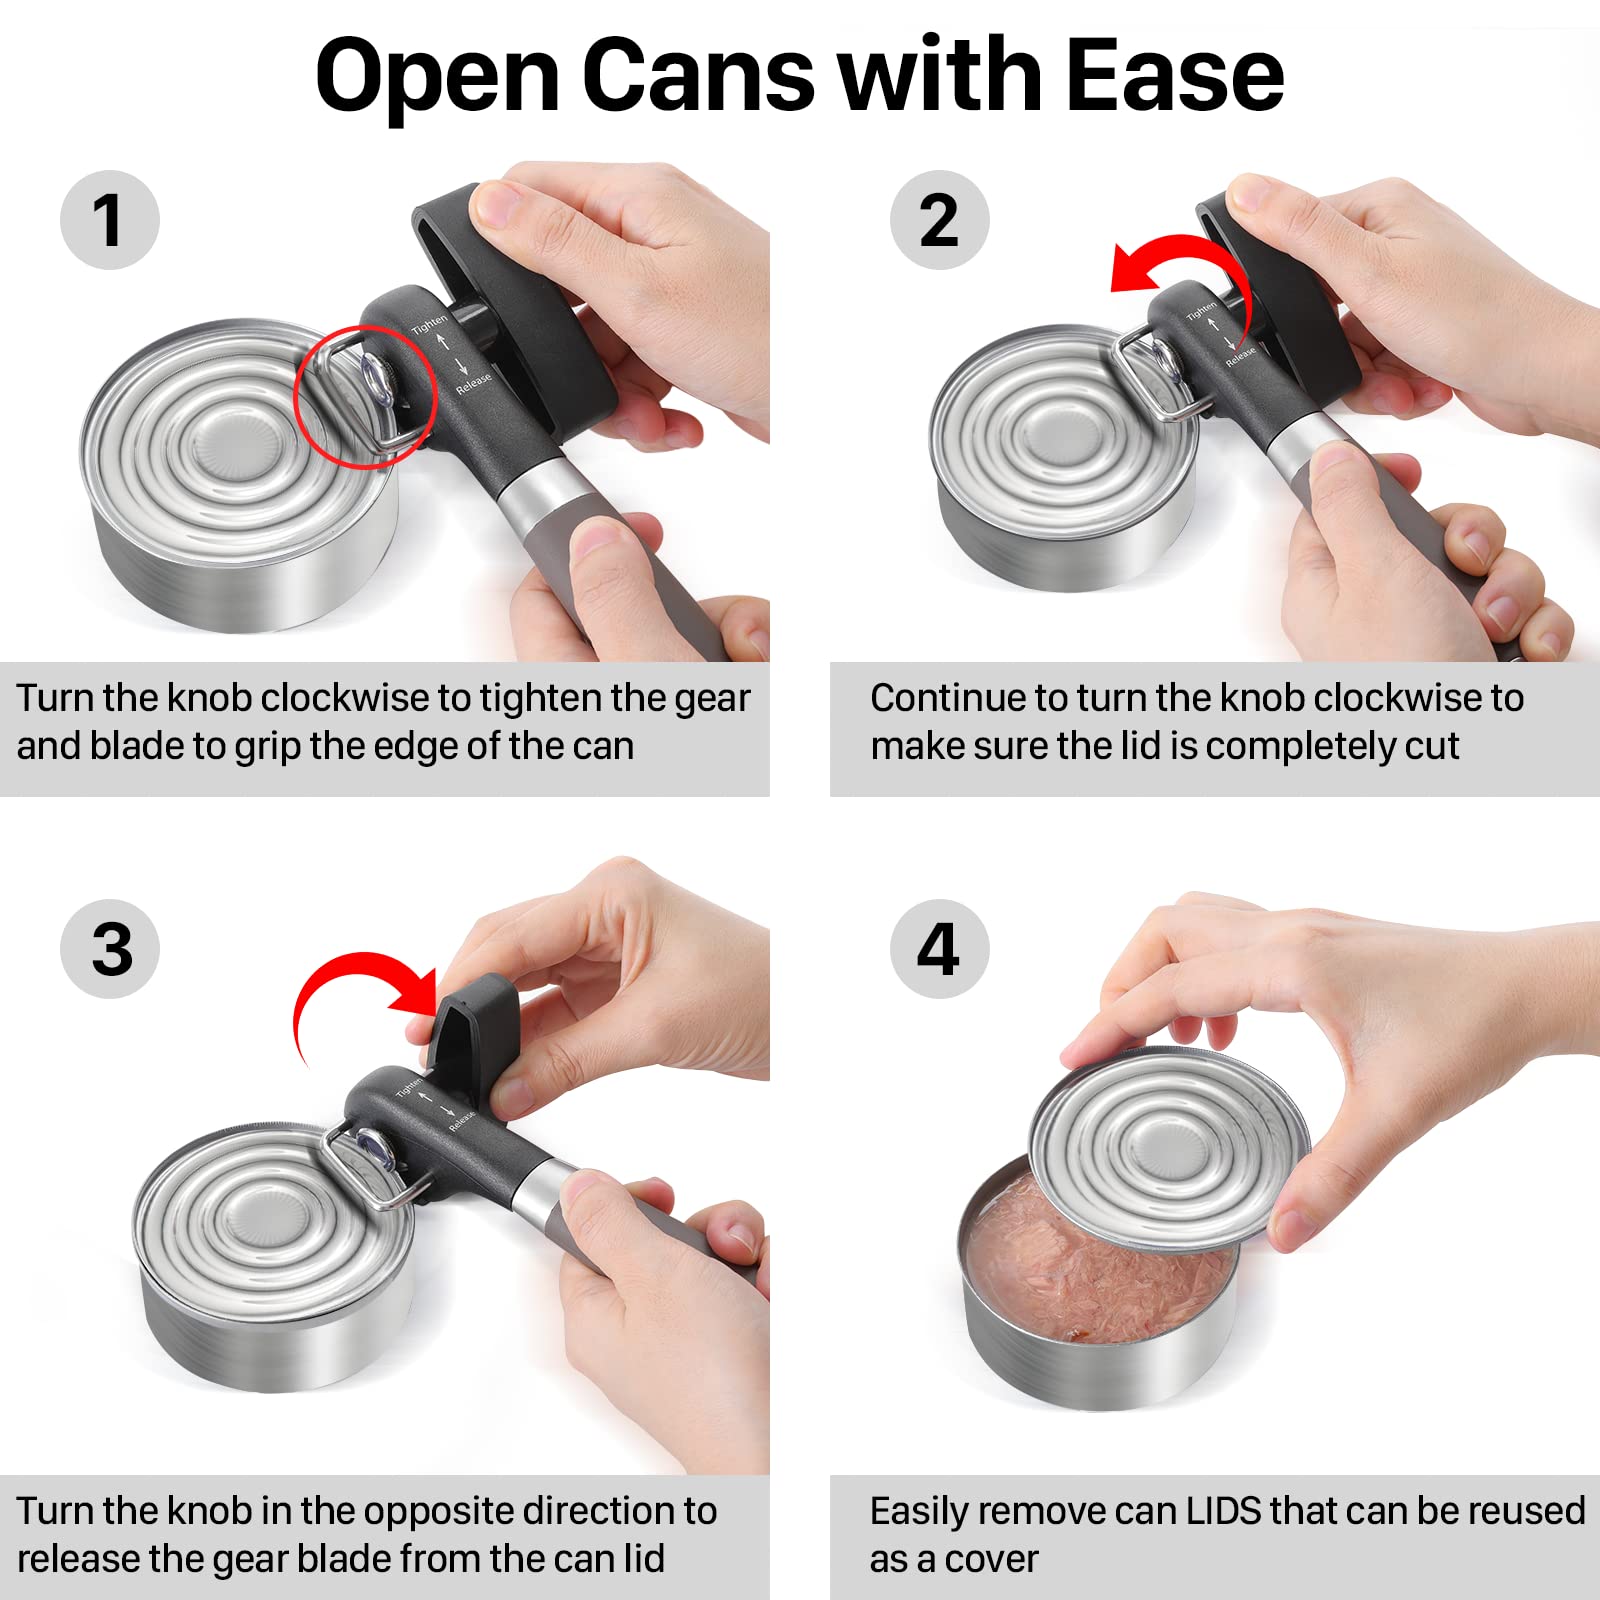 Open Cans with Ease
1
Tighten
Release
Turn the knob clockwise to tighten the gear
and blade to grip the edge of the can
2
Tighten
Release
Continue to turn the knob clockwise to
make sure the lid is completely cut
3
Tighten
Release
Turn the knob in the opposite direction to
release the gear blade from the can lid
4
Easily remove can LIDS that can be reused
as a cover